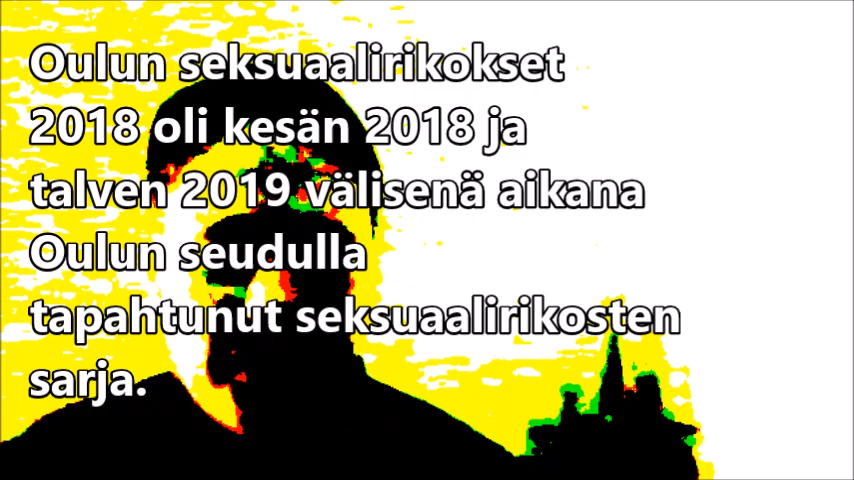 Oulun seksuaalirikokset
2018 oli kesän 2018 ja
talven 2019 välisenä aikana
Oulun seudulla
tapahtunut seksuaalirikosten
sarja.